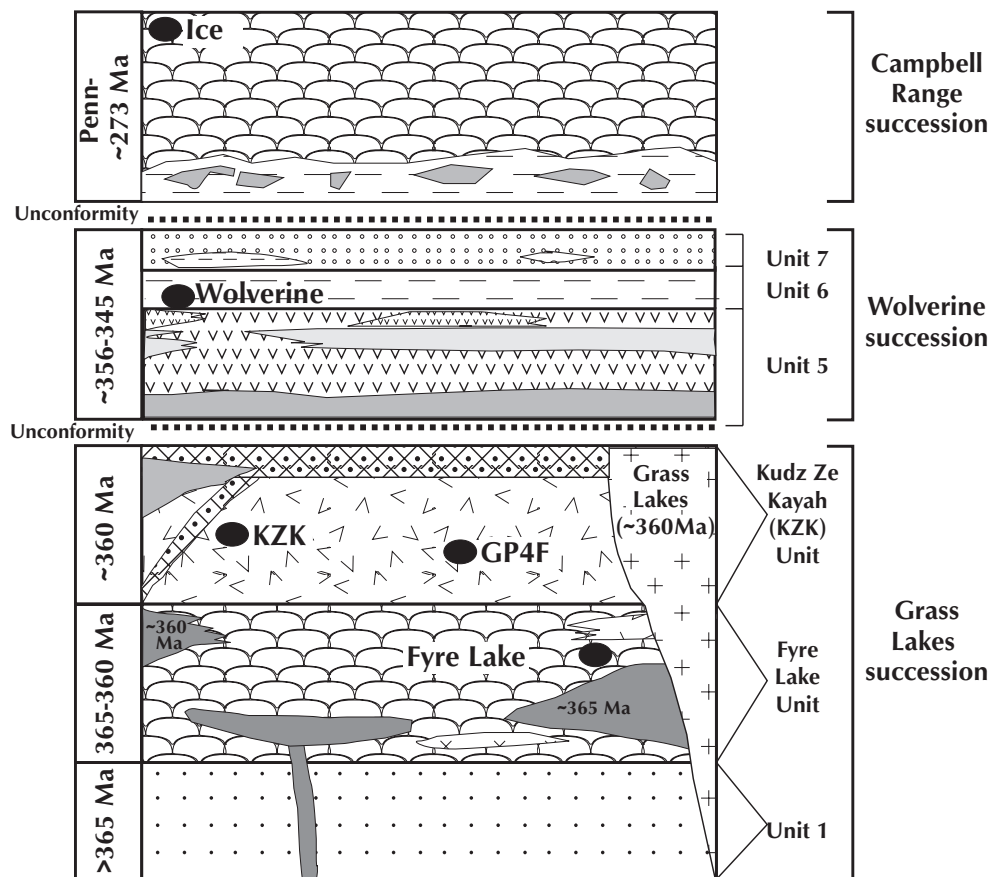 Penn-
~273 Ma
Ice
Campbell
Range
succession
Unconformity
~356-345 Ma
Wolverine
Unit 7
Unit 6
Unit 5
Wolverine
succession
Unconformity
~360 Ma
KZK
GP4F
Grass
Lakes
(~360Ma)
Kudz Ze
Kayah
(KZK)
Unit
365-360 Ma
~360
Ma
Fyre Lake
~365 Ma
Fyre
Lake
Unit
Grass
Lakes
succession
>365 Ma
Unit 1